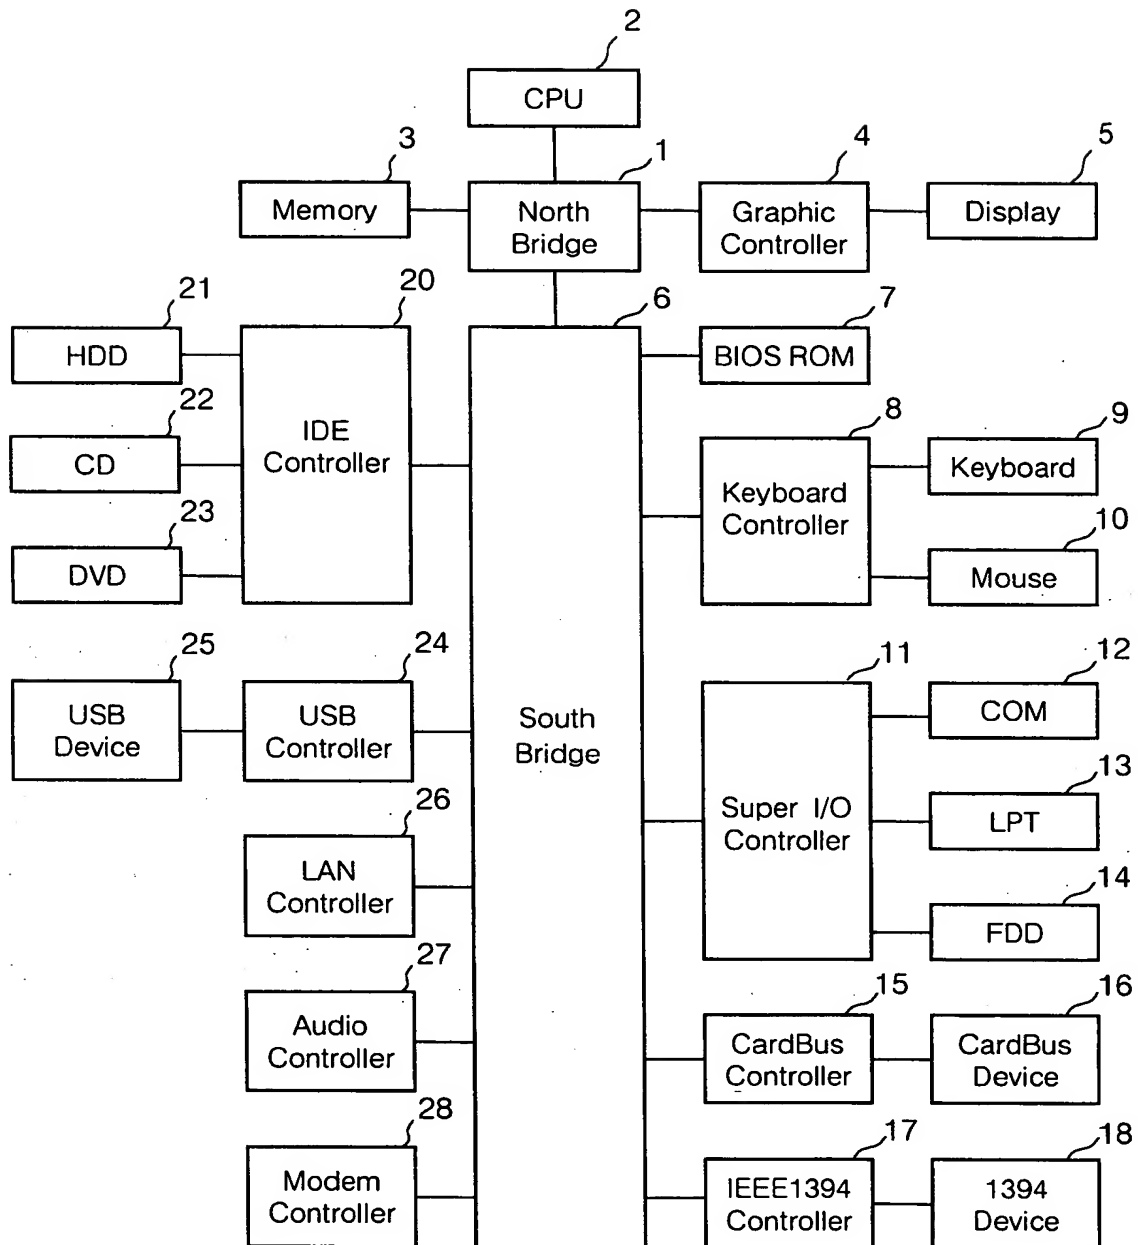 2
CPU
3
1
4
5
Memory
North
Bridge
Graphic
Controller
Display
21
20
6
7
HDD
BIOS ROM
22
8
9
IDE
Controller
CD
Keyboard
Keyboard
Controller
23
10
DVD
Mouse
25
24
11
12
USB
Device
USB
Controller
South
Bridge
COM
26
13
Super I/O
Controller
LPT
LAN
Controller
14
FDD
27
15
16
Audio
Controller
CardBus
Controller
CardBus
Device
28
17
18
Modem
Controller
IEEE1394
Controller
1394
Device